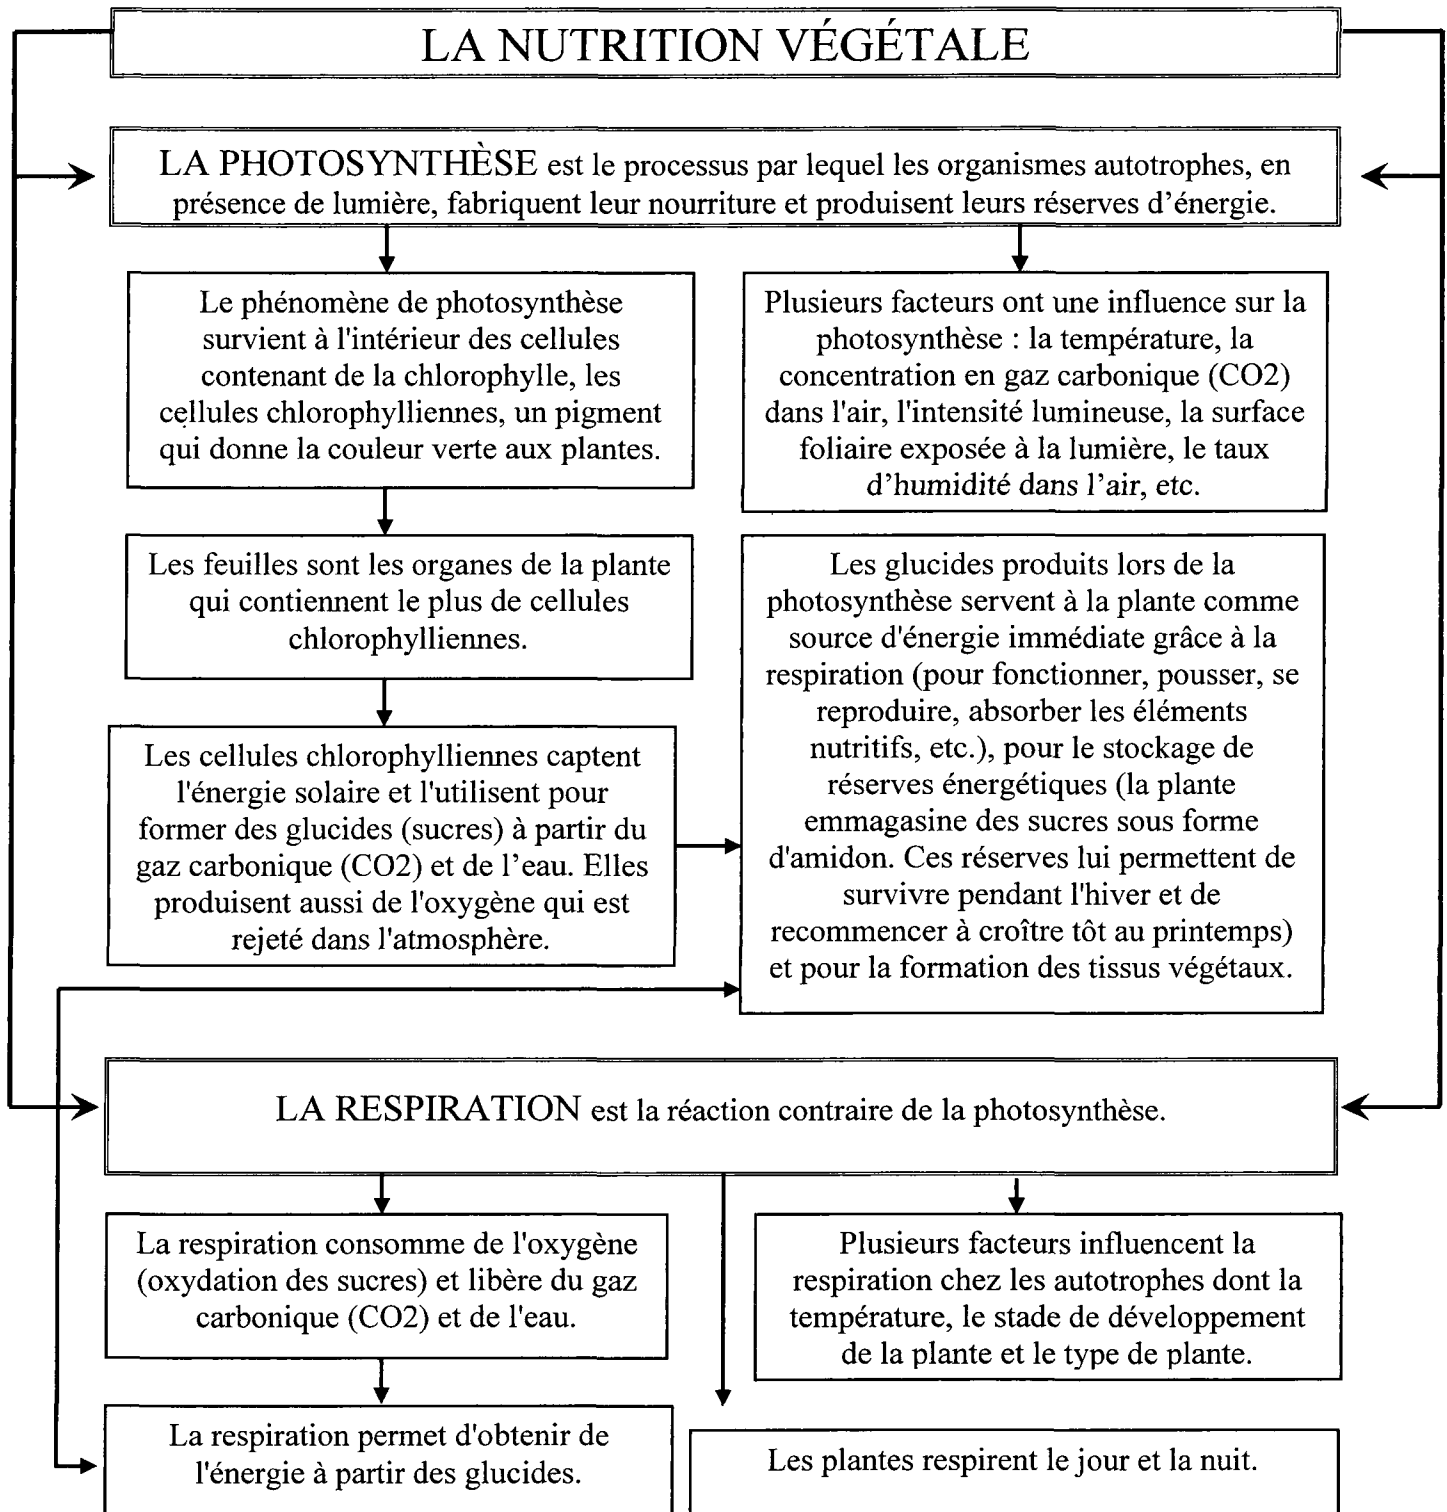 LA NUTRITION VÉGÉTALE
LA PHOTOSYNTHÈSE est le processus par lequel les organismes autotrophes, en
présence de lumière, fabriquent leur nourriture et produisent leurs réserves d’énergie.
Le phénomène de photosynthèse
survient à l'intérieur des cellules
contenant de la chlorophylle, les
cellules chlorophylliennes, un pigment
qui donne la couleur verte aux plantes.
Plusieurs facteurs ont une influence sur la
photosynthèse : la température, la
concentration en gaz carbonique (CO2)
dans l'air, l'intensité lumineuse, la surface
foliaire exposée à la lumière, le taux
d’humidité dans l’air, etc.
Les feuilles sont les organes de la plante
qui contiennent le plus de cellules
chlorophylliennes.
Les cellules chlorophylliennes captent
l'énergie solaire et l'utilisent pour
former des glucides (sucres) à partir du
gaz carbonique (CO2) et de l’eau. Elles
produisent aussi de l'oxygène qui est
rejeté dans l'atmosphère.
Les glucides produits lors de la
photosynthèse servent à la plante comme
source d'énergie immédiate grâce à la
respiration (pour fonctionner, pousser, se
reproduire, absorber les éléments
nutritifs, etc.), pour le stockage de
réserves énergétiques (la plante
emmagasine des sucres sous forme
d'amidon. Ces réserves lui permettent de
survivre pendant l'hiver et de
recommencer à croître tôt au printemps)
et pour la formation des tissus végétaux.
LA RESPIRATION est la réaction contraire de la photosynthèse.
La respiration consomme de l'oxygène
(oxydation des sucres) et libère du gaz
carbonique (CO2) et de l'eau.
Plusieurs facteurs influencent la
respiration chez les autotrophes dont la
température, le stade de développement
de la plante et le type de plante.
La respiration permet d'obtenir de
l'énergie à partir des glucides.
Les plantes respirent le jour et la nuit.